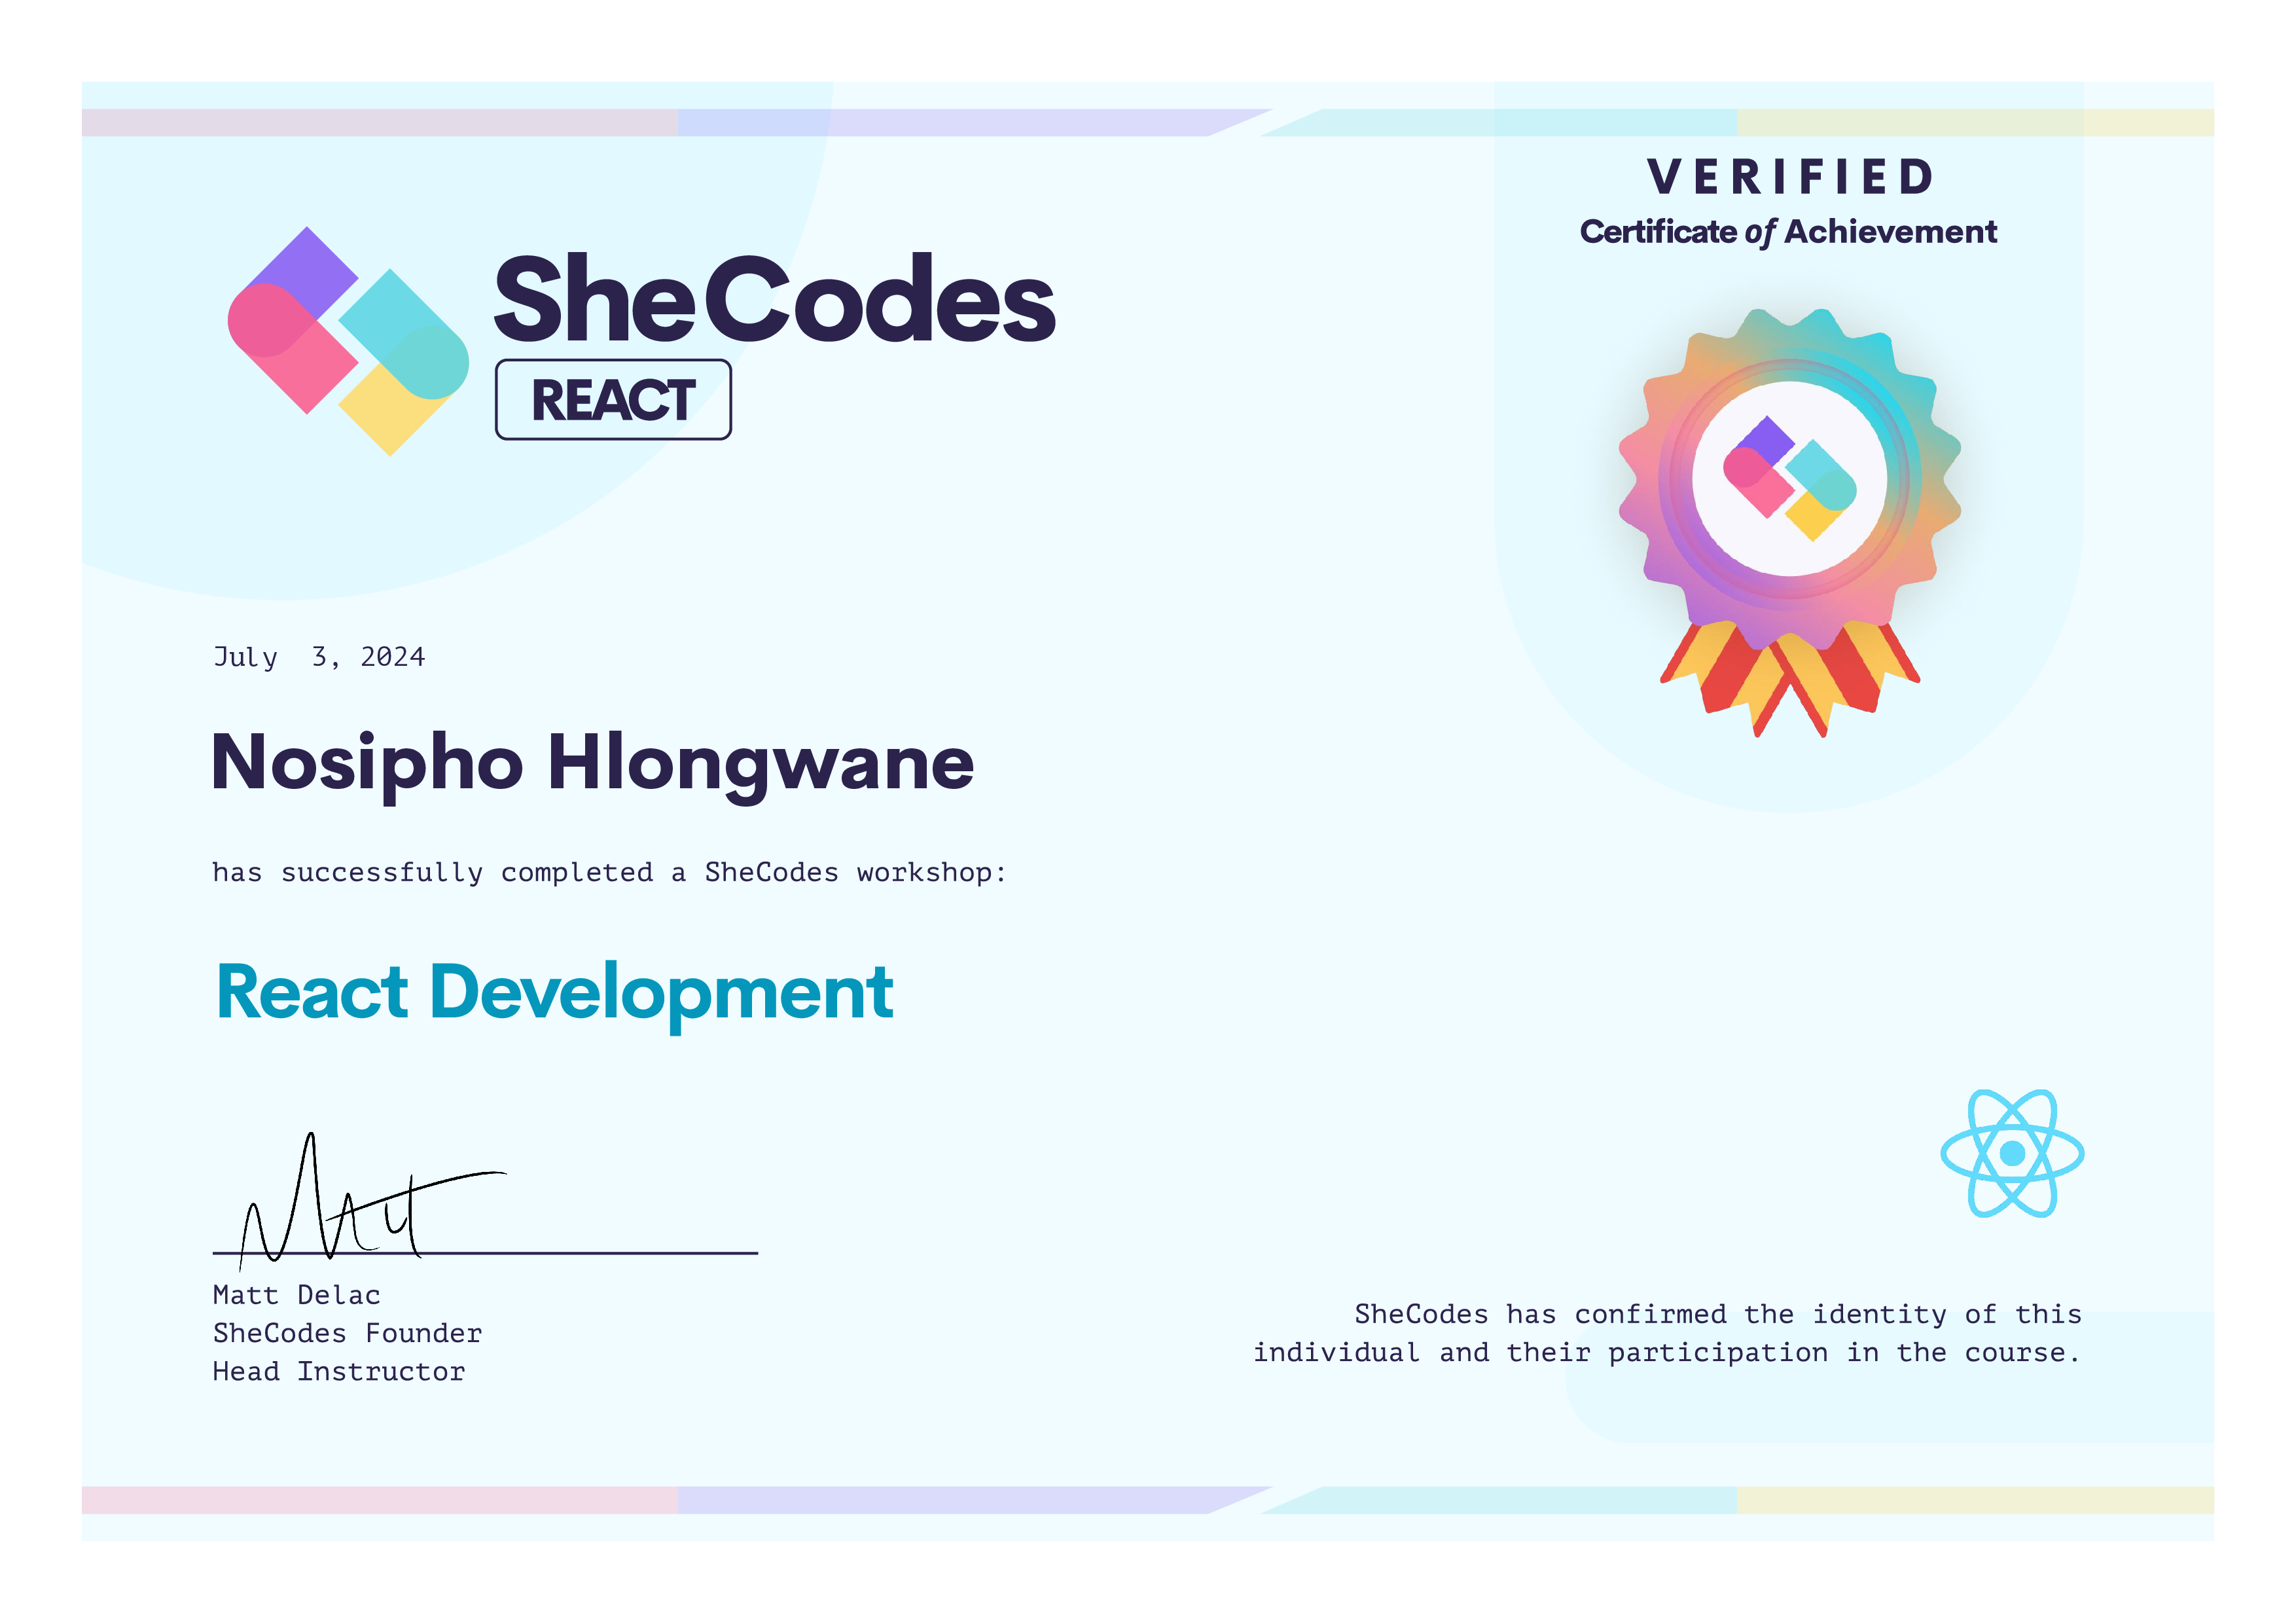 VERIFIED
Certificate of Achievement
SheCodes
REACT
July  3, 2024
Nosipho Hlongwane
has successfully completed a SheCodes workshop:
React Development
Matt
Matt Delac
SheCodes Founder
Head Instructor
SheCodes has confirmed the identity of this
individual and their participation in the course.